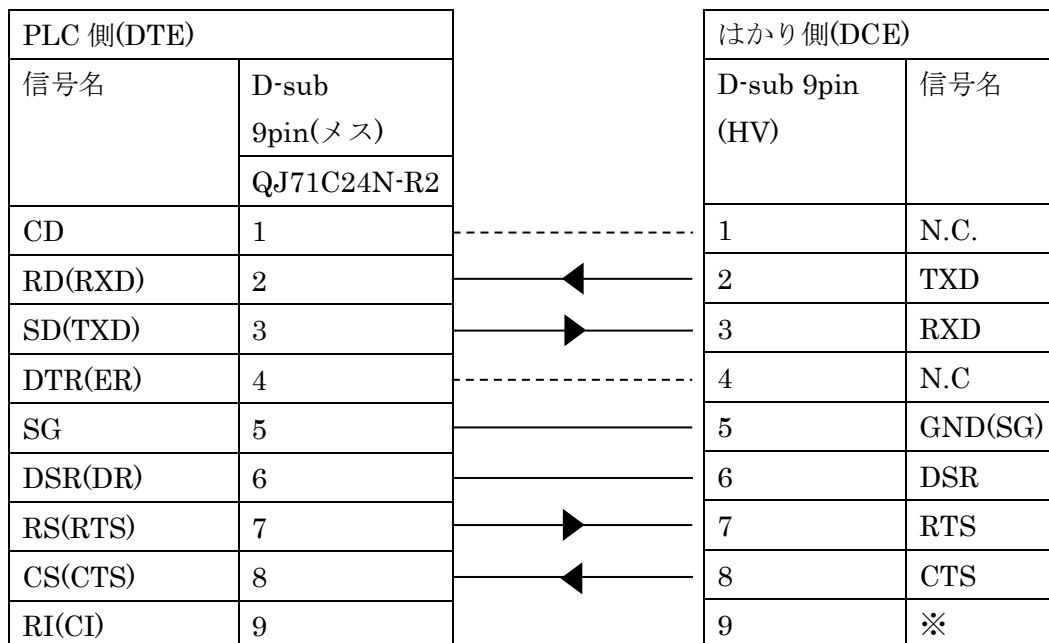 PLC 側(DTE) はかり側(DCE)
信号名 D-sub 9pin(メス) D-sub 9pin (HV) 信号名
QJ71C24N-R2
CD 1 1 N.C.
RD(RXD) 2 2 TXD
SD(TXD) 3 3 RXD
DTR(ER) 4 4 N.C
SG 5 5 GND(SG)
DSR(DR) 6 6 DSR
RS(RTS) 7 7 RTS
CS(CTS) 8 8 CTS
RI(CI) 9 9 ※